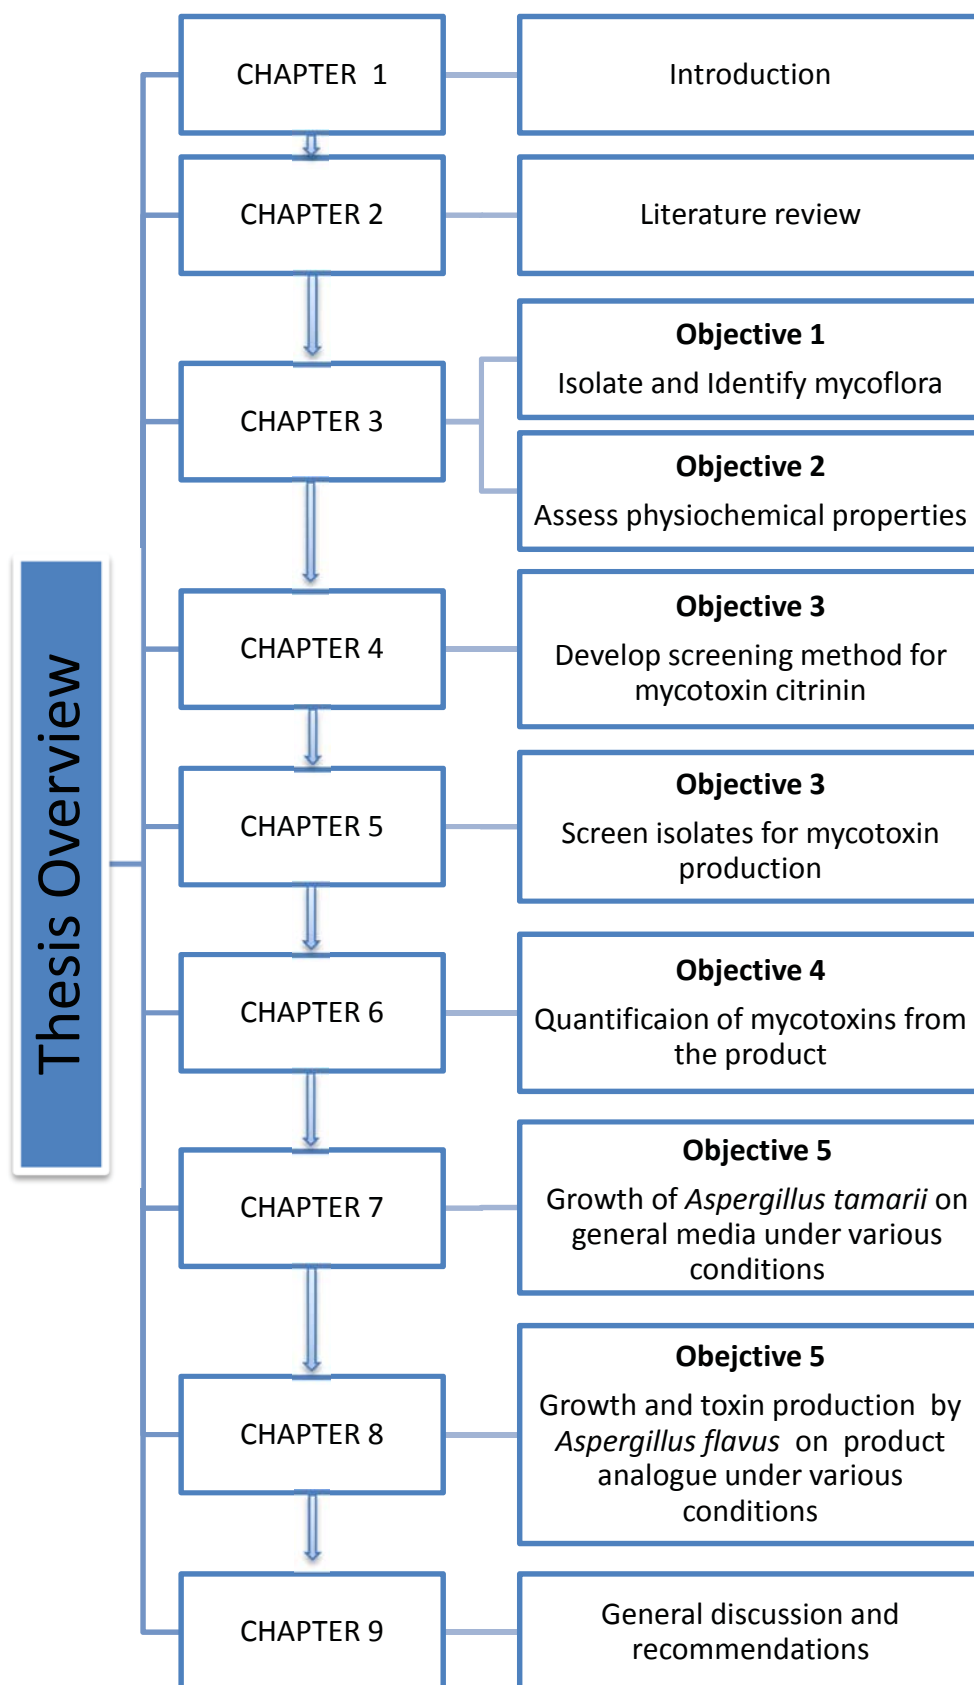 Thesis Overview
CHAPTER 1
Introduction
CHAPTER 2
Literature review
CHAPTER 3
Objective 1
Isolate and Identify mycoflora
Objective 2
Assess physiochemical properties
CHAPTER 4
Objective 3
Develop screening method for
mycotoxin citrinin
CHAPTER 5
Objective 3
Screen isolates for mycotoxin
production
CHAPTER 6
Objective 4
Quantificaion of mycotoxins from
the product
CHAPTER 7
Objective 5
Growth of Aspergillus tamarii on
general media under various
conditions
CHAPTER 8
Obejctive 5
Growth and toxin production by
Aspergillus flavus on product
analogue under various
conditions
CHAPTER 9
General discussion and
recommendations